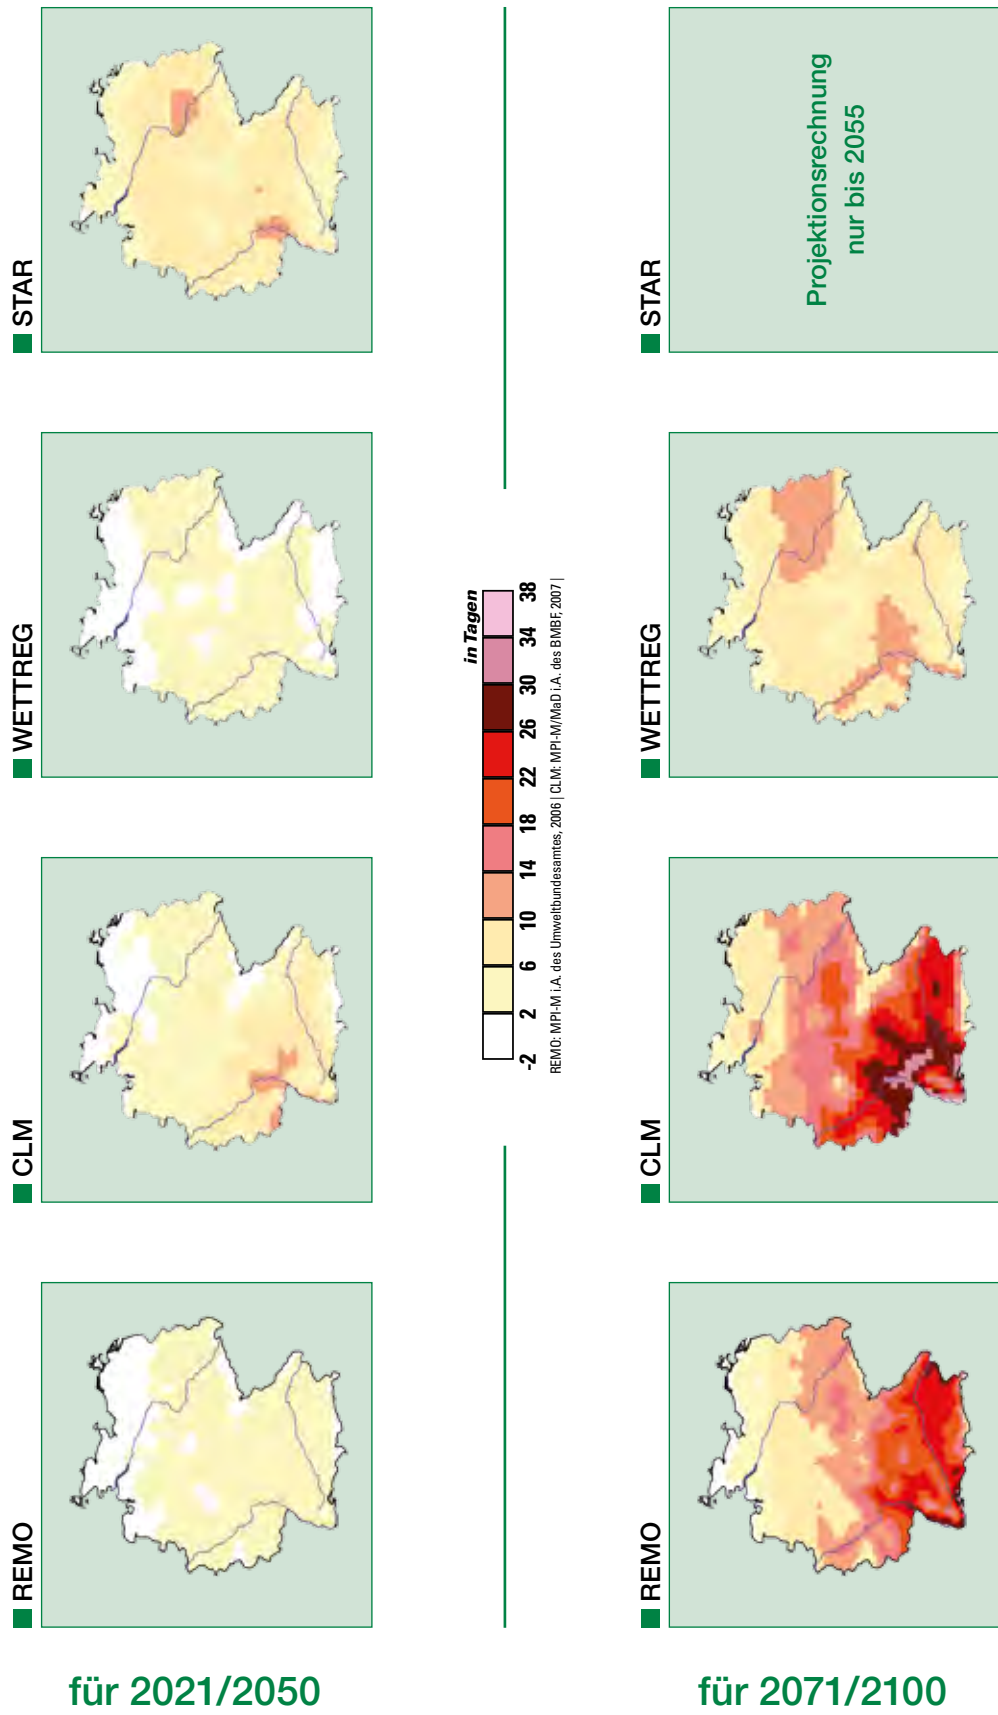 für 2021/2050
REMO
CLM
WETTREG
STAR
in Tagen
-2 2 6 10 14 18 22 26 30 34 38
REMO: MPI-M i.A. des Umweltbundesamtes, 2006 | CLM: MPI-M/MaD i.A. des BMBF, 2007 |
für 2071/2100
REMO
CLM
WETTREG
STAR
Projektionsrechnung
nur bis 2055